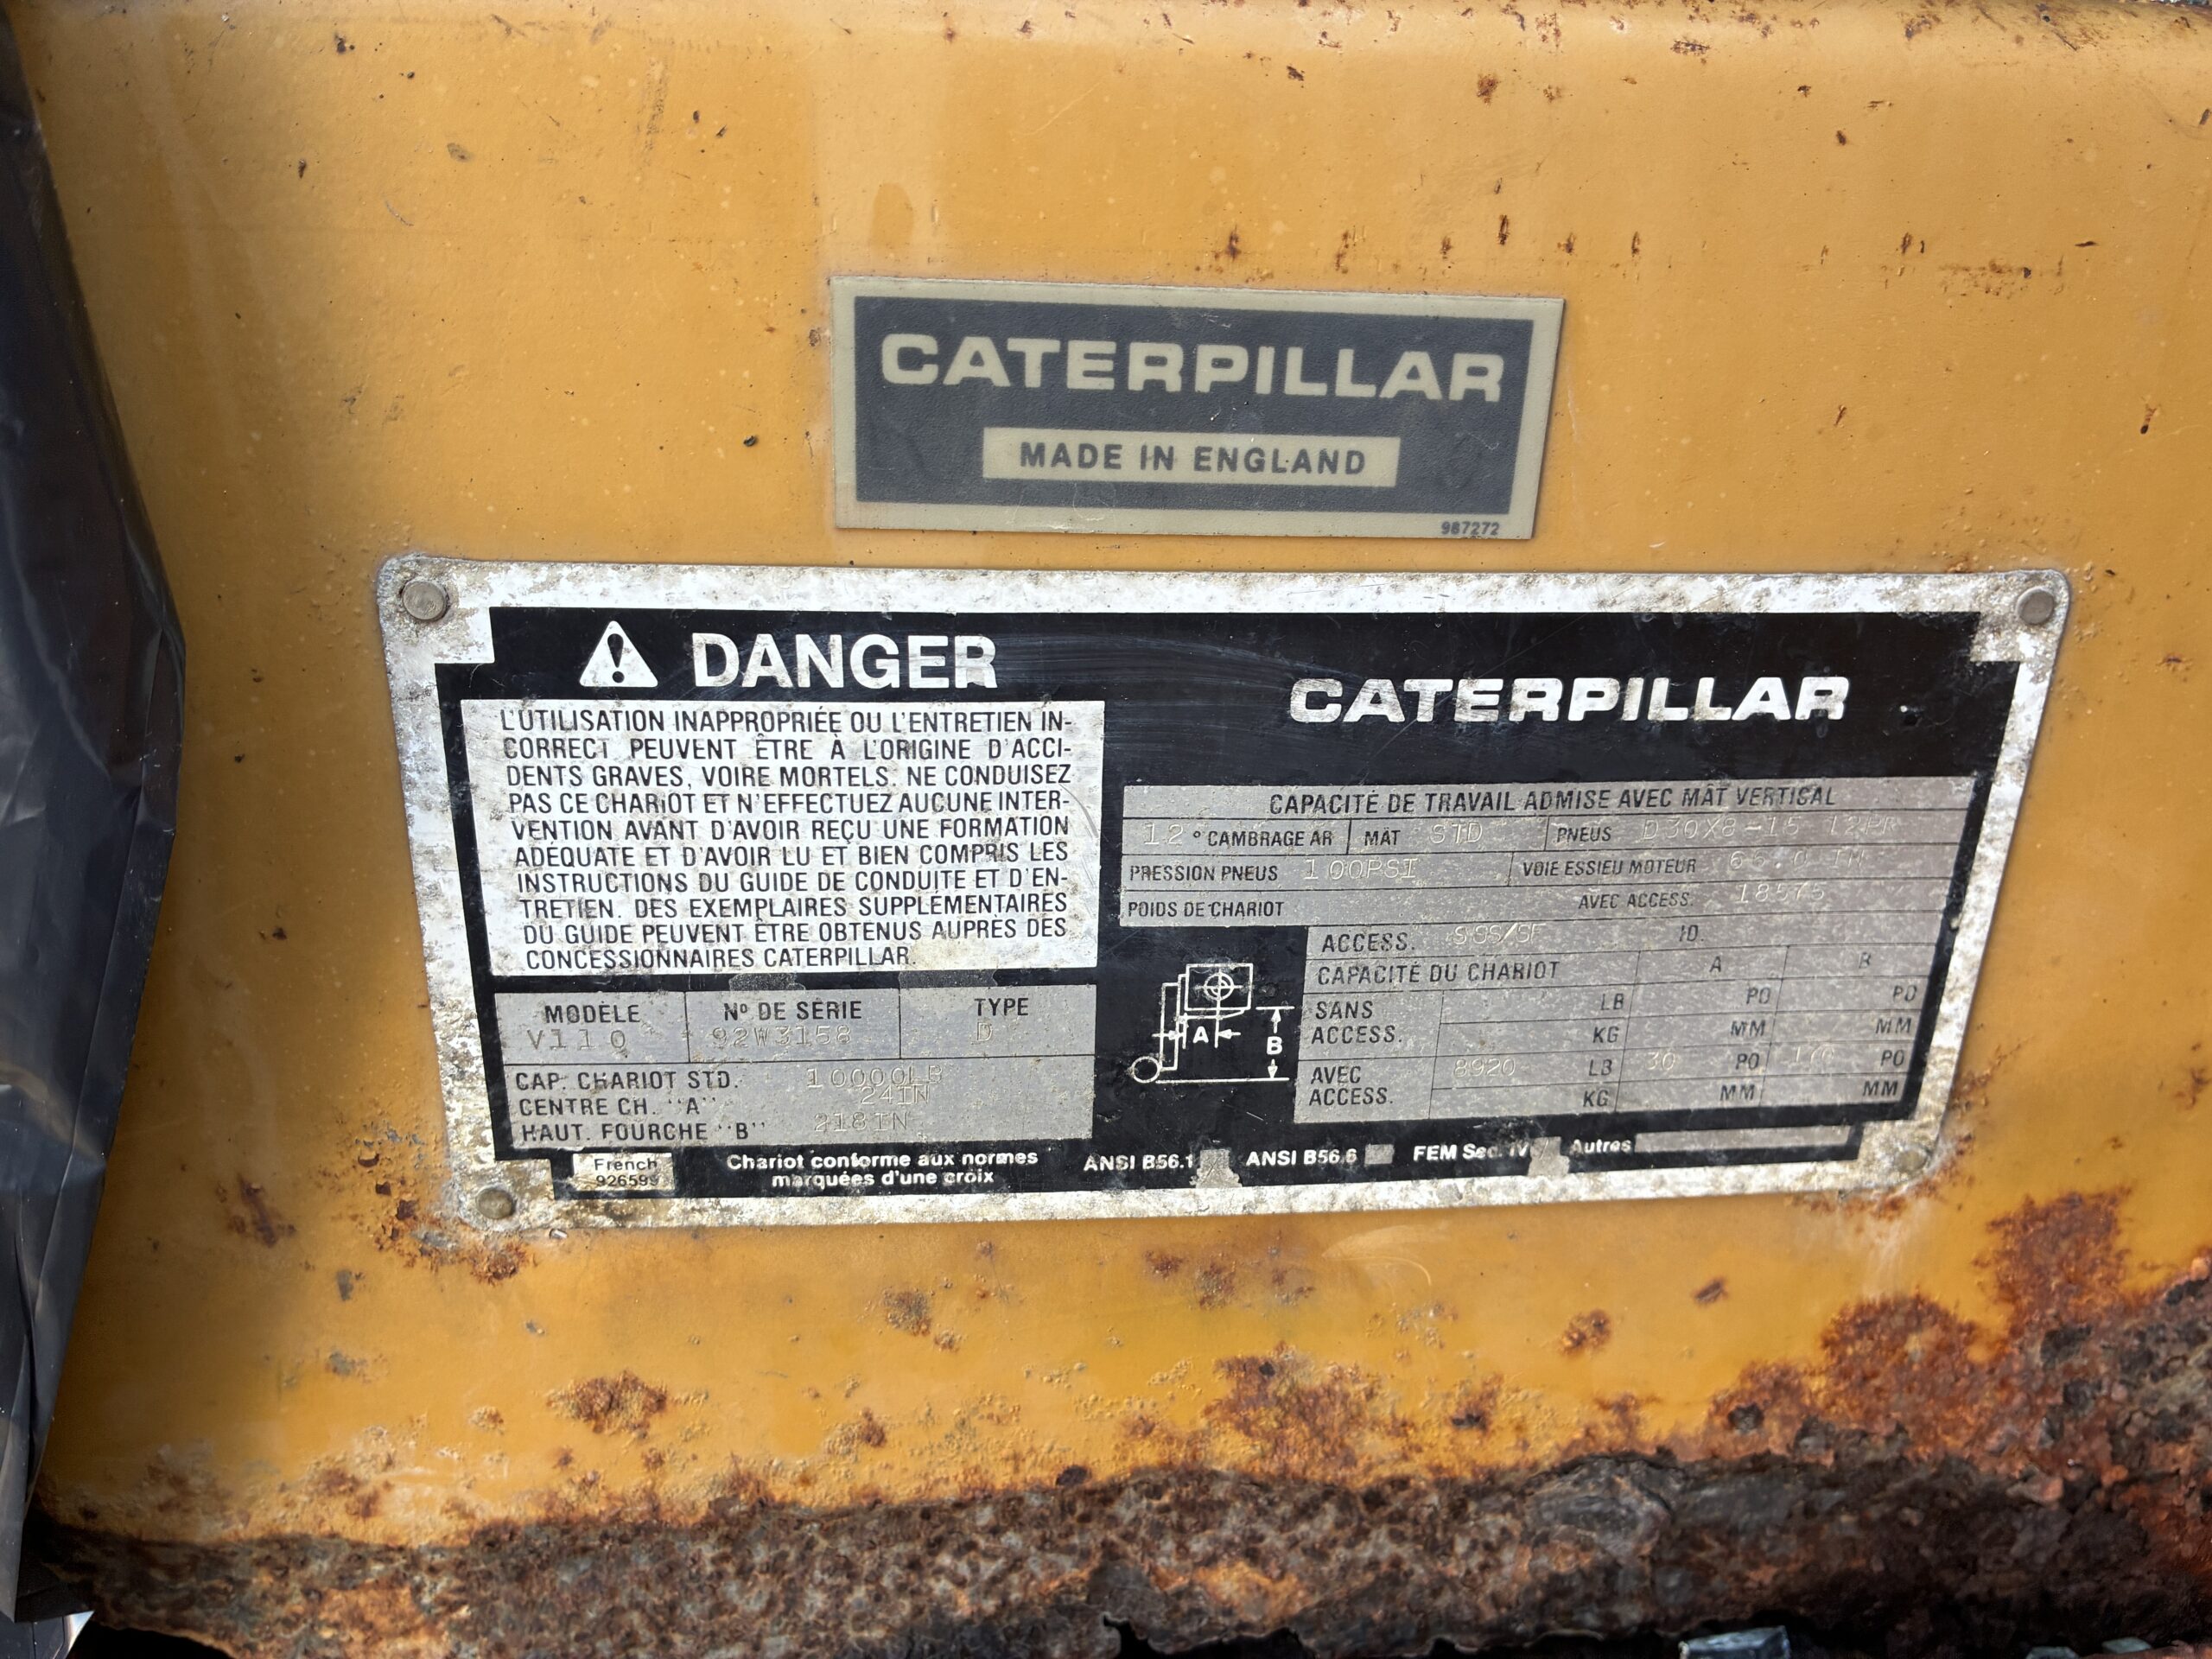 CATERPILLAR
MADE IN ENGLAND
987272
DANGER
L'UTILISATION INAPPROPRIÉE OU L'ENTRETIEN IN-
CORRECT PEUVENT ÊTRE À L'ORIGINE D'ACCI-
DENTS GRAVES, VOIRE MORTELS. NE CONDUISEZ
PAS CE CHARIOT ET N'EFFECTUEZ AUCUNE INTER-
VENTION AVANT D'AVOIR REÇU UNE FORMATION
ADÉQUATE ET D'AVOIR LU ET BIEN COMPRIS LES
INSTRUCTIONS DU GUIDE DE CONDUITE ET D'EN-
TRETIEN. DES EXEMPLAIRES SUPPLÉMENTAIRES
DU GUIDE PEUVENT ÊTRE OBTENUS AUPRÈS DES
CONCESSIONNAIRES CATERPILLAR.
MODÈLE Nº DE SÉRIE TYPE
V110 92W3158 D
CAP. CHARIOT STD. 10000LB
CENTRE CH. "A" 24IN
HAUT. FOURCHE "B" 218IN
CATERPILLAR
CAPACITÉ DE TRAVAIL ADMISE AVEC MÂT VERTICAL
12 ° CAMBRAGE AR MÂT STD PNEUS D30X8-15 12PR
PRESSION PNEUS 100PSI VOIE ESSIEU MOTEUR IN
POIDS DE CHARIOT AVEC ACCESS. 18575
ACCESS. ID.
CAPACITÉ DU CHARIOT A B
SANS LB PO PO
ACCESS. KG MM MM
AVEC 8920 LB 30 PO PO
ACCESS. KG MM MM
A
B
French
926599
Chariot conforme aux normes
marquées d'une croix
ANSI B56.1 ANSI B56.6 FEM Sec. IV Autres